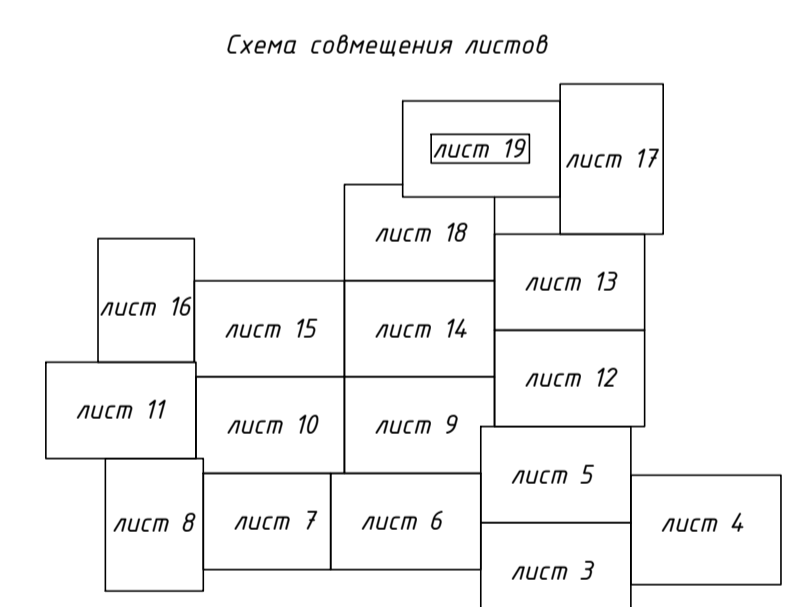 Схема совмещения листов
лист 19
лист 17
лист 18
лист 13
лист 16
лист 15
лист 14
лист 12
лист 11
лист 10
лист 9
лист 5
лист 8
лист 7
лист 6
лист 4
лист 3